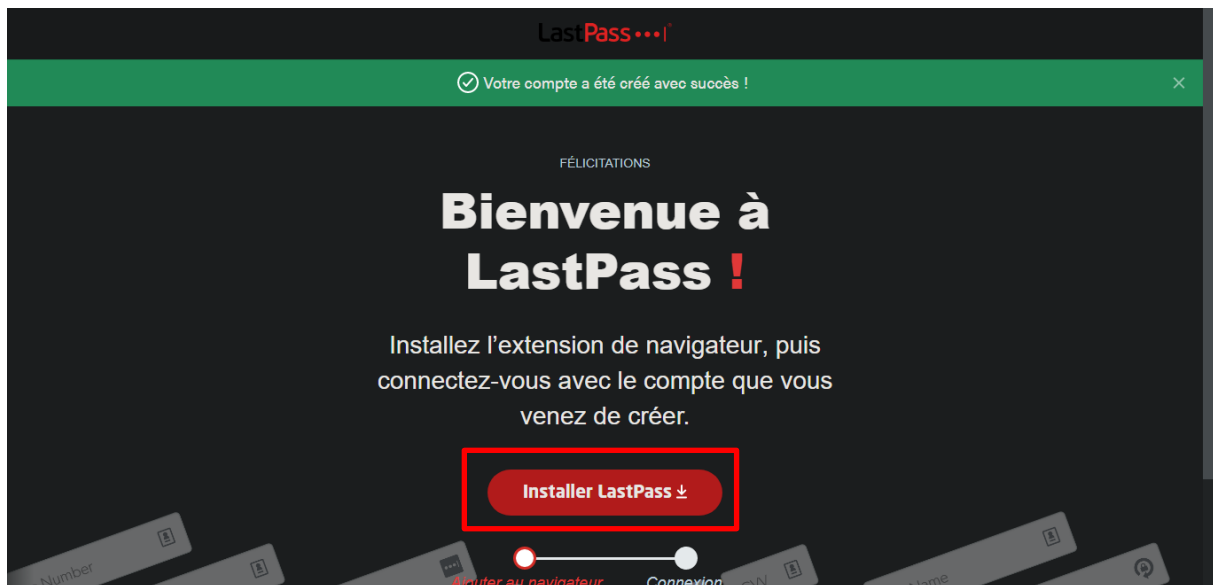 LastPass
Votre compte a été créé avec succès !
FÉLICITATIONS
Bienvenue à
LastPass !
Installez l’extension de navigateur, puis
connectez-vous avec le compte que vous
venez de créer.
Installer LastPass
Ajouter au navigateur Connexion
Number
CVV
Name